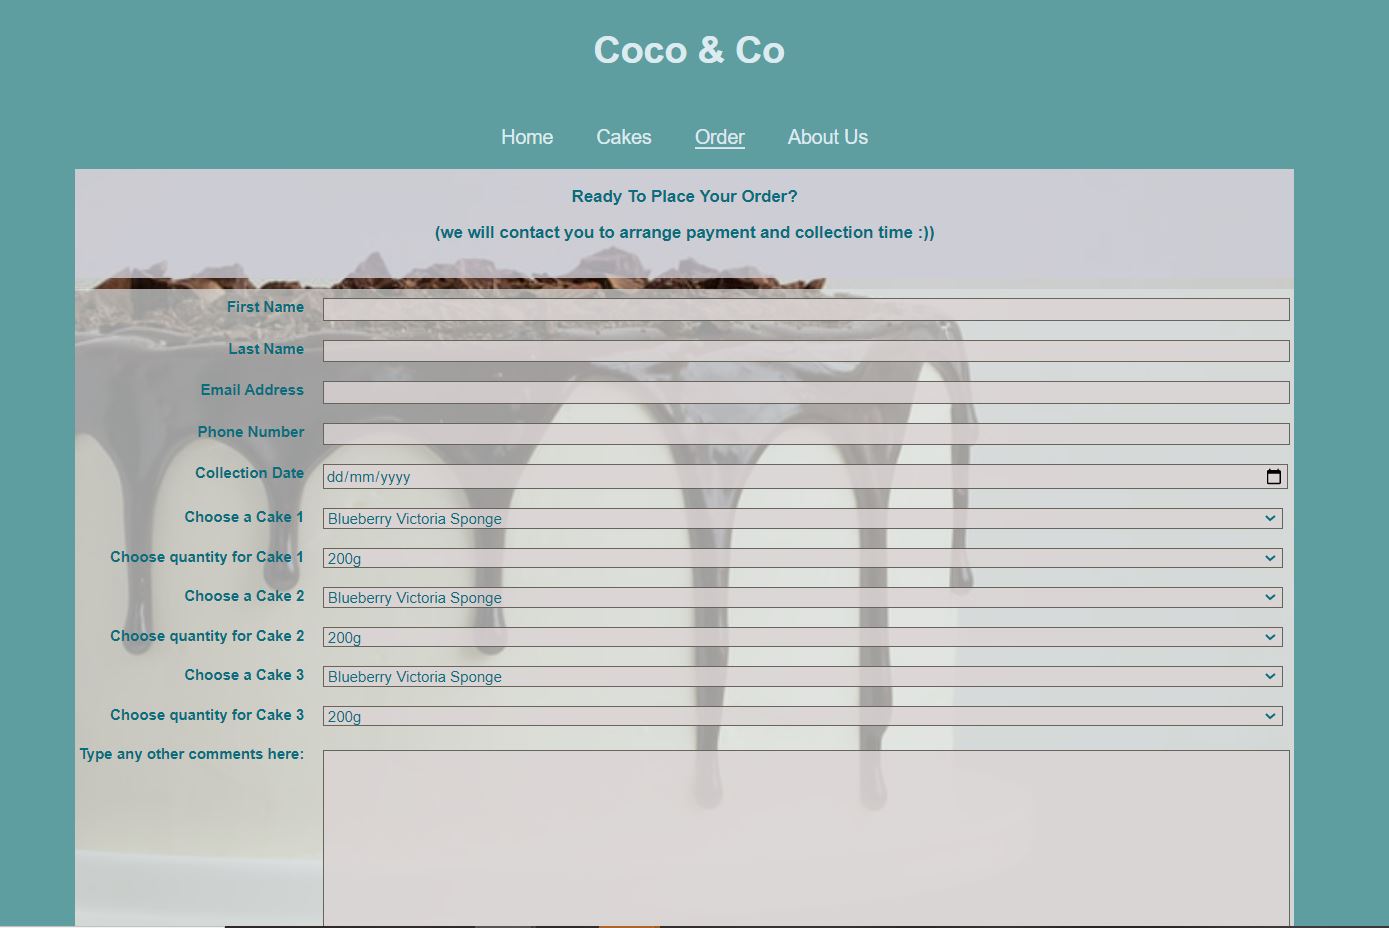 Coco & Co
Home Cakes Order About Us
Ready To Place Your Order?
(we will contact you to arrange payment and collection time :))
First Name
Last Name
Email Address
Phone Number
Collection Date dd/mm/yyyy
Choose a Cake 1 Blueberry Victoria Sponge
Choose quantity for Cake 1 200g
Choose a Cake 2 Blueberry Victoria Sponge
Choose quantity for Cake 2 200g
Choose a Cake 3 Blueberry Victoria Sponge
Choose quantity for Cake 3 200g
Type any other comments here: